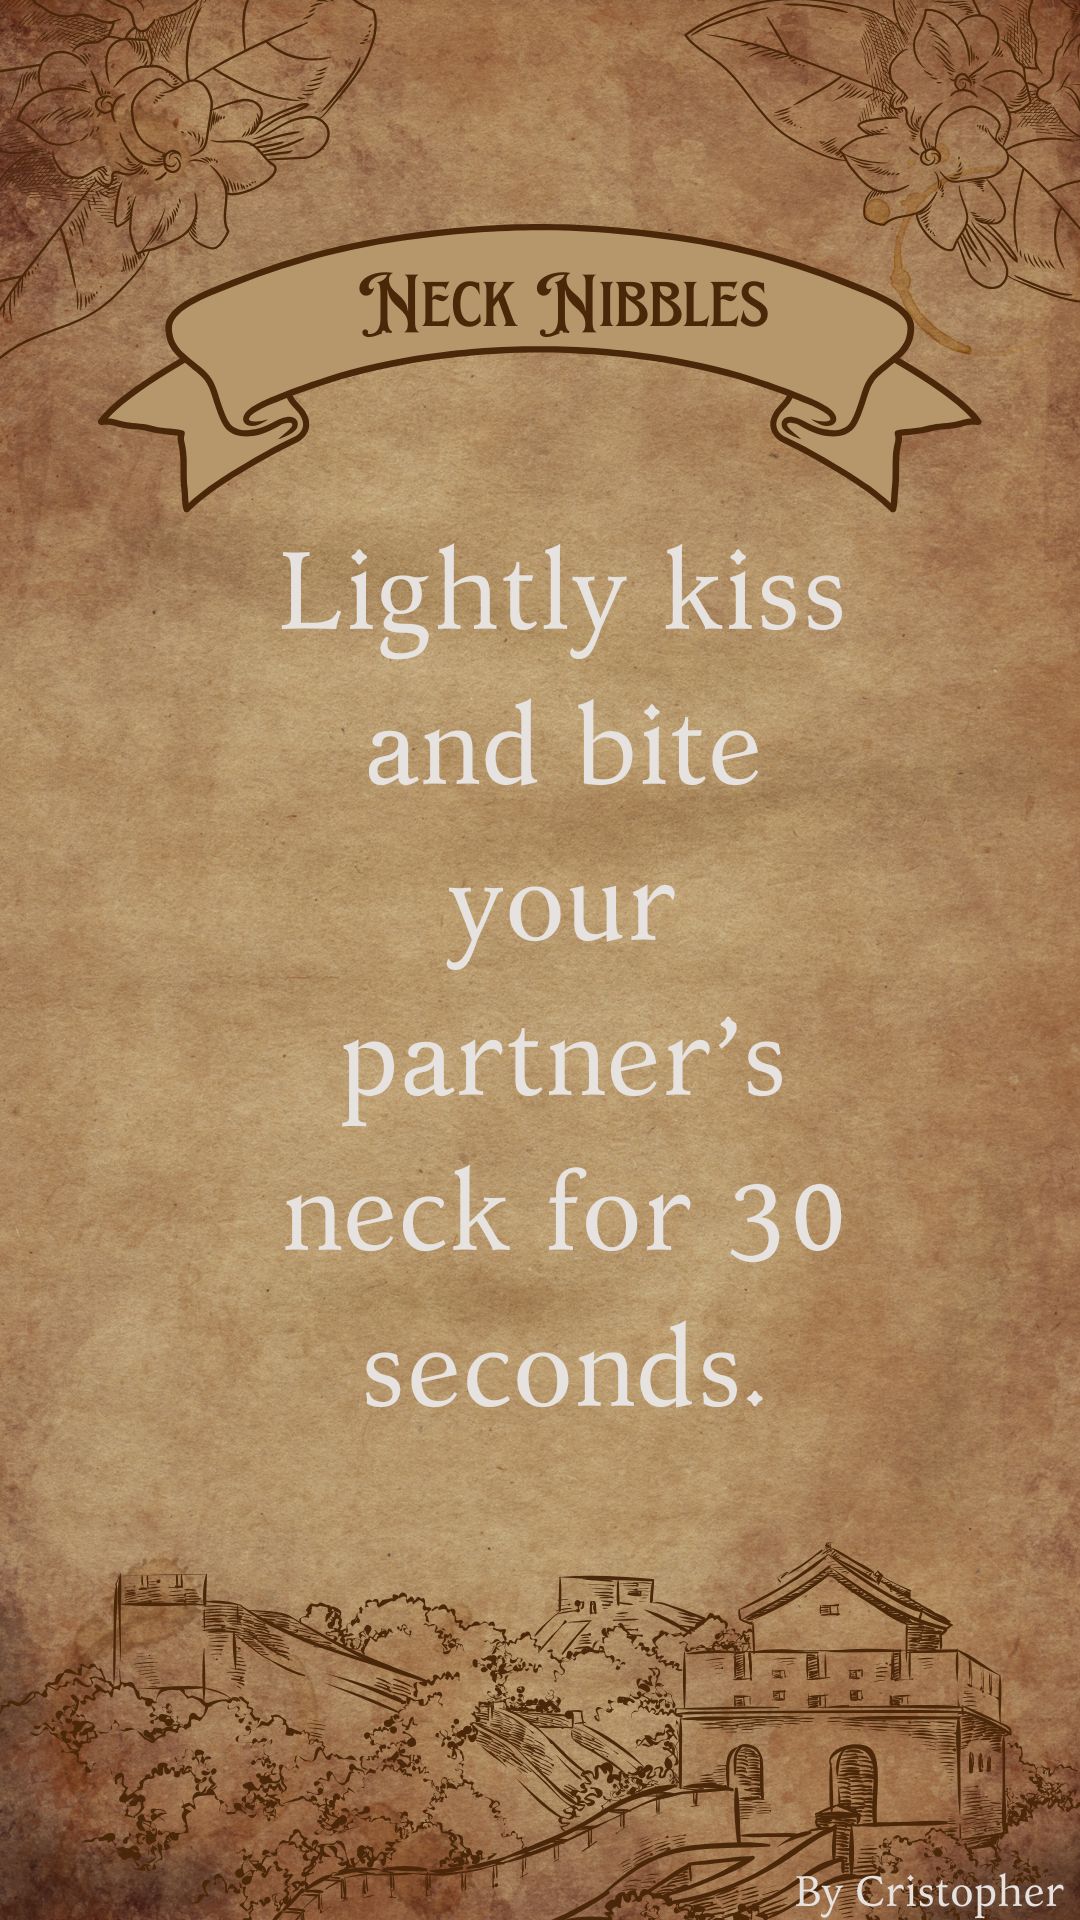 Neck Nibbles
Lightly kiss
and bite
your
partner’s
neck for 30
seconds.
By Cristopher